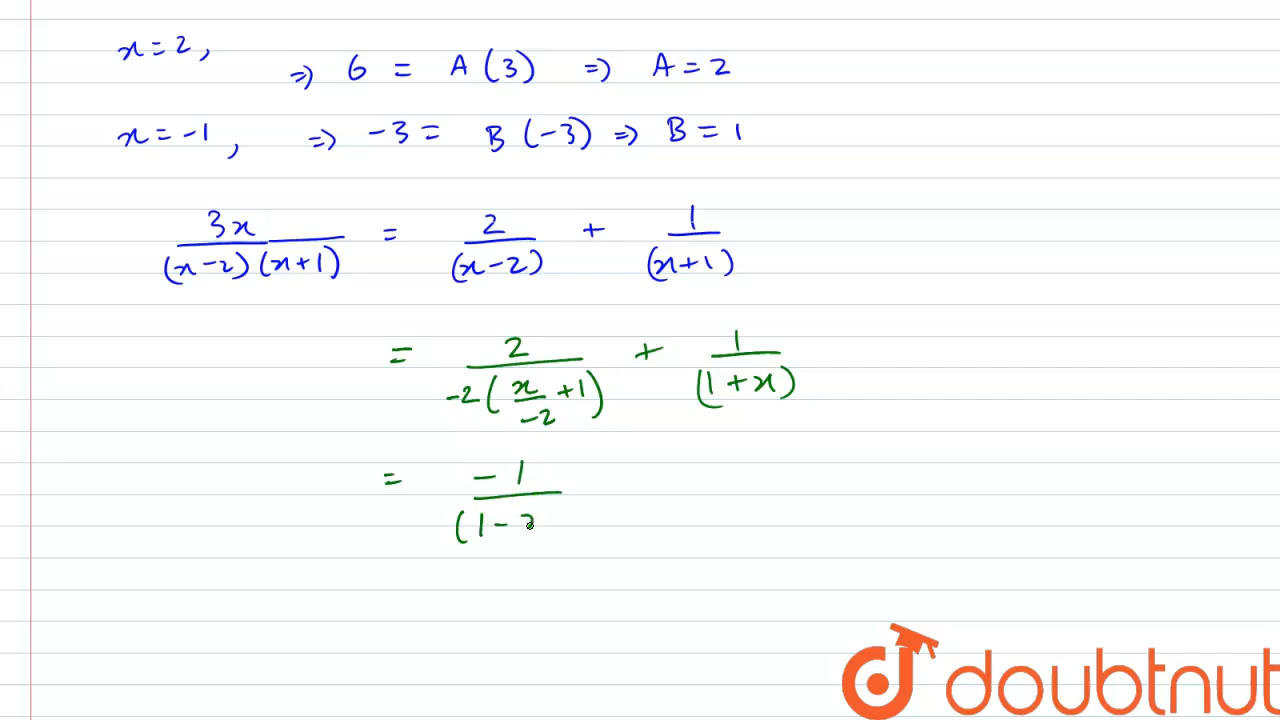 x = 2, ⇒ 6 = A (3) ⇒ A = 2
x = -1, ⇒ -3 = B (-3) ⇒ B = 1
3x/((x-2)(x+1)) = 2/(x-2) + 1/(x+1)
= 2/(-2(x/-2 + 1)) + 1/(1+x)
= -1/(1-
doubtnut